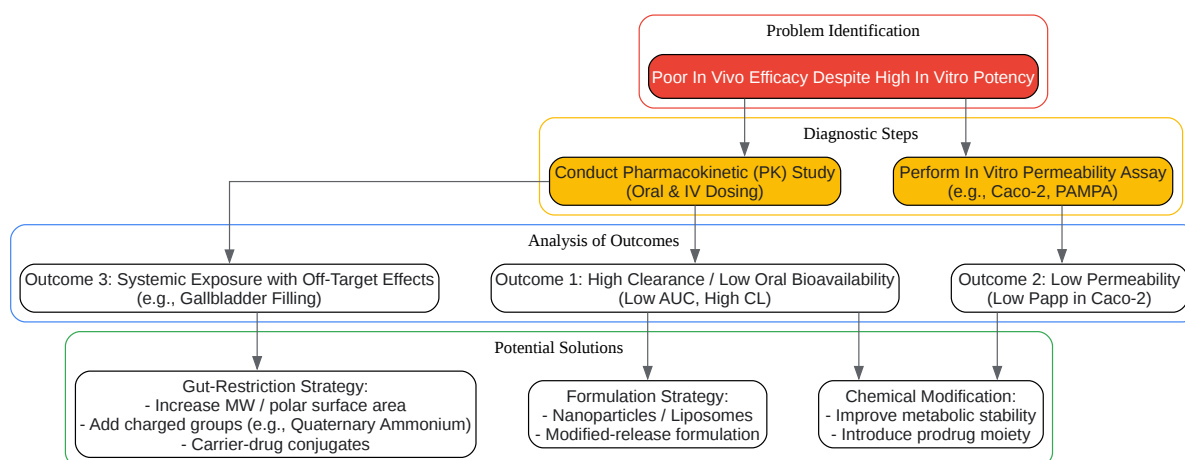 Problem Identification
Poor In Vivo Efficacy Despite High In Vitro Potency
Diagnostic Steps
Conduct Pharmacokinetic (PK) Study
(Oral & IV Dosing)
Perform In Vitro Permeability Assay
(e.g., Caco-2, PAMPA)
Analysis of Outcomes
Outcome 3: Systemic Exposure with Off-Target Effects
(e.g., Gallbladder Filling)
Outcome 1: High Clearance / Low Oral Bioavailability
(Low AUC, High CL)
Outcome 2: Low Permeability
(Low Papp in Caco-2)
Potential Solutions
Gut-Restriction Strategy:
- Increase MW / polar surface area
- Add charged groups (e.g., Quaternary Ammonium)
- Carrier-drug conjugates
Formulation Strategy:
- Nanoparticles / Liposomes
- Modified-release formulation
Chemical Modification:
- Improve metabolic stability
- Introduce prodrug moiety